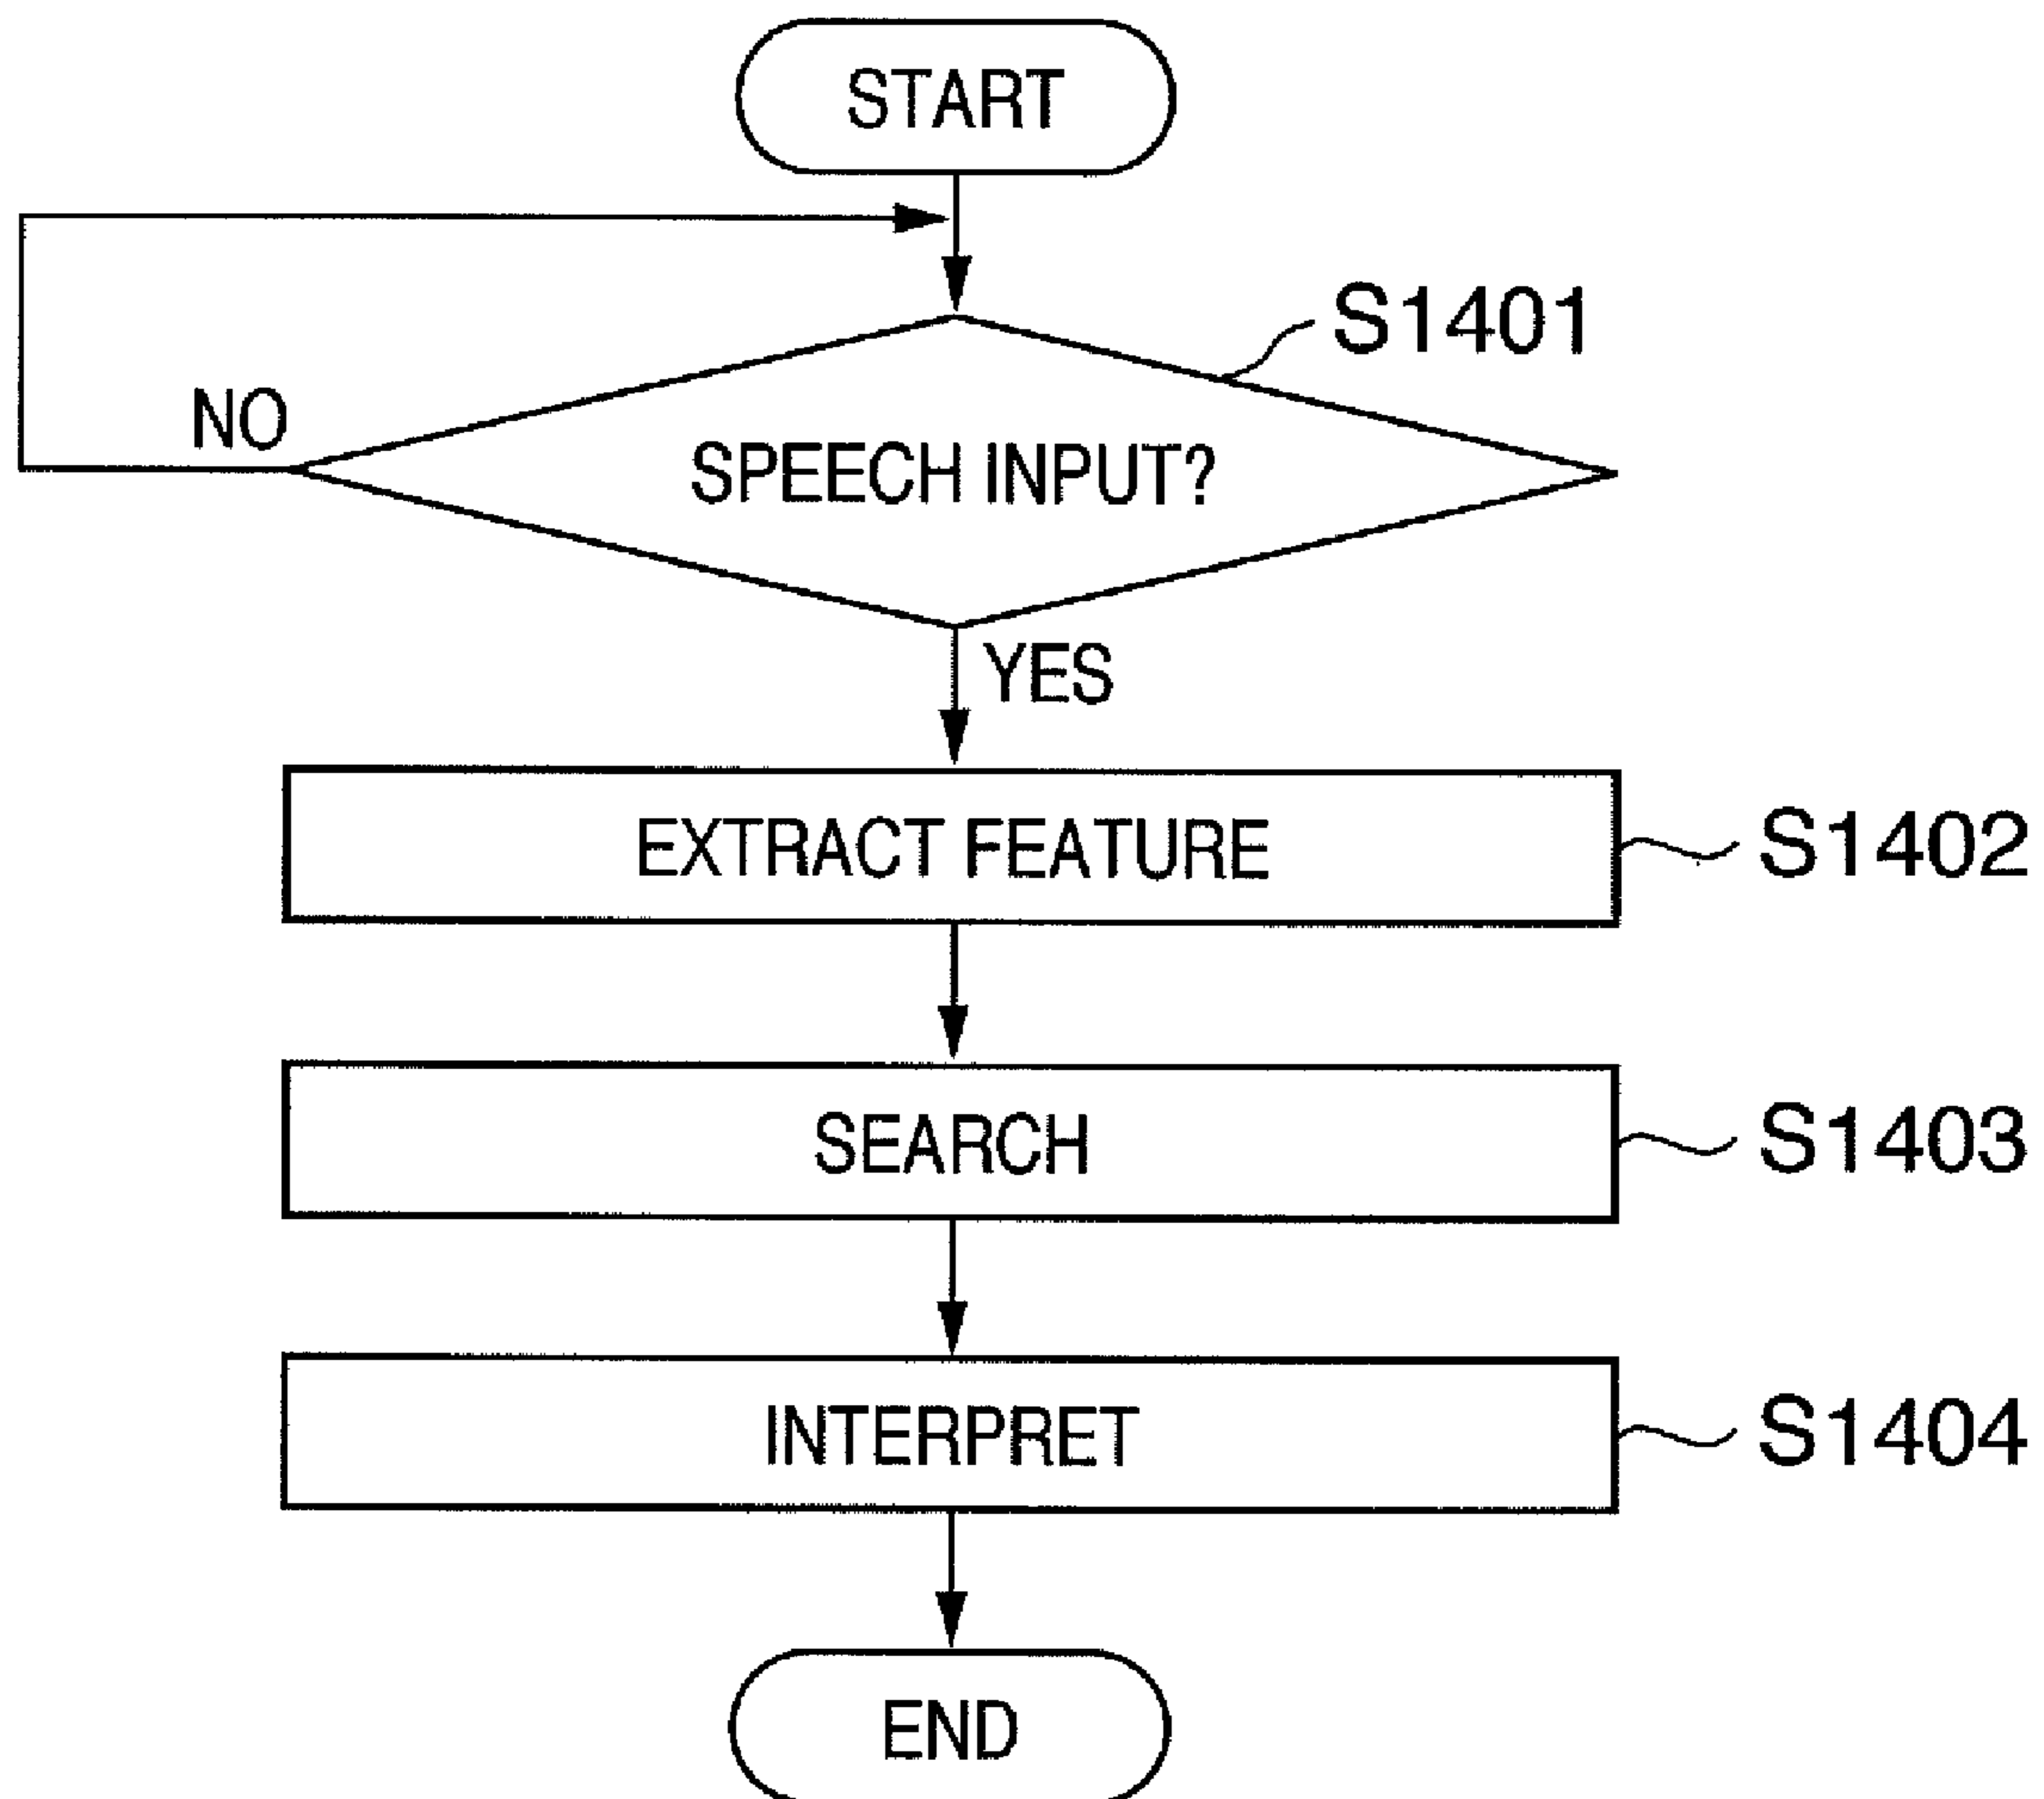 START
S1401
NO
SPEECH INPUT?
YES
EXTRACT FEATURE
S1402
SEARCH
S1403
INTERPRET
S1404
END